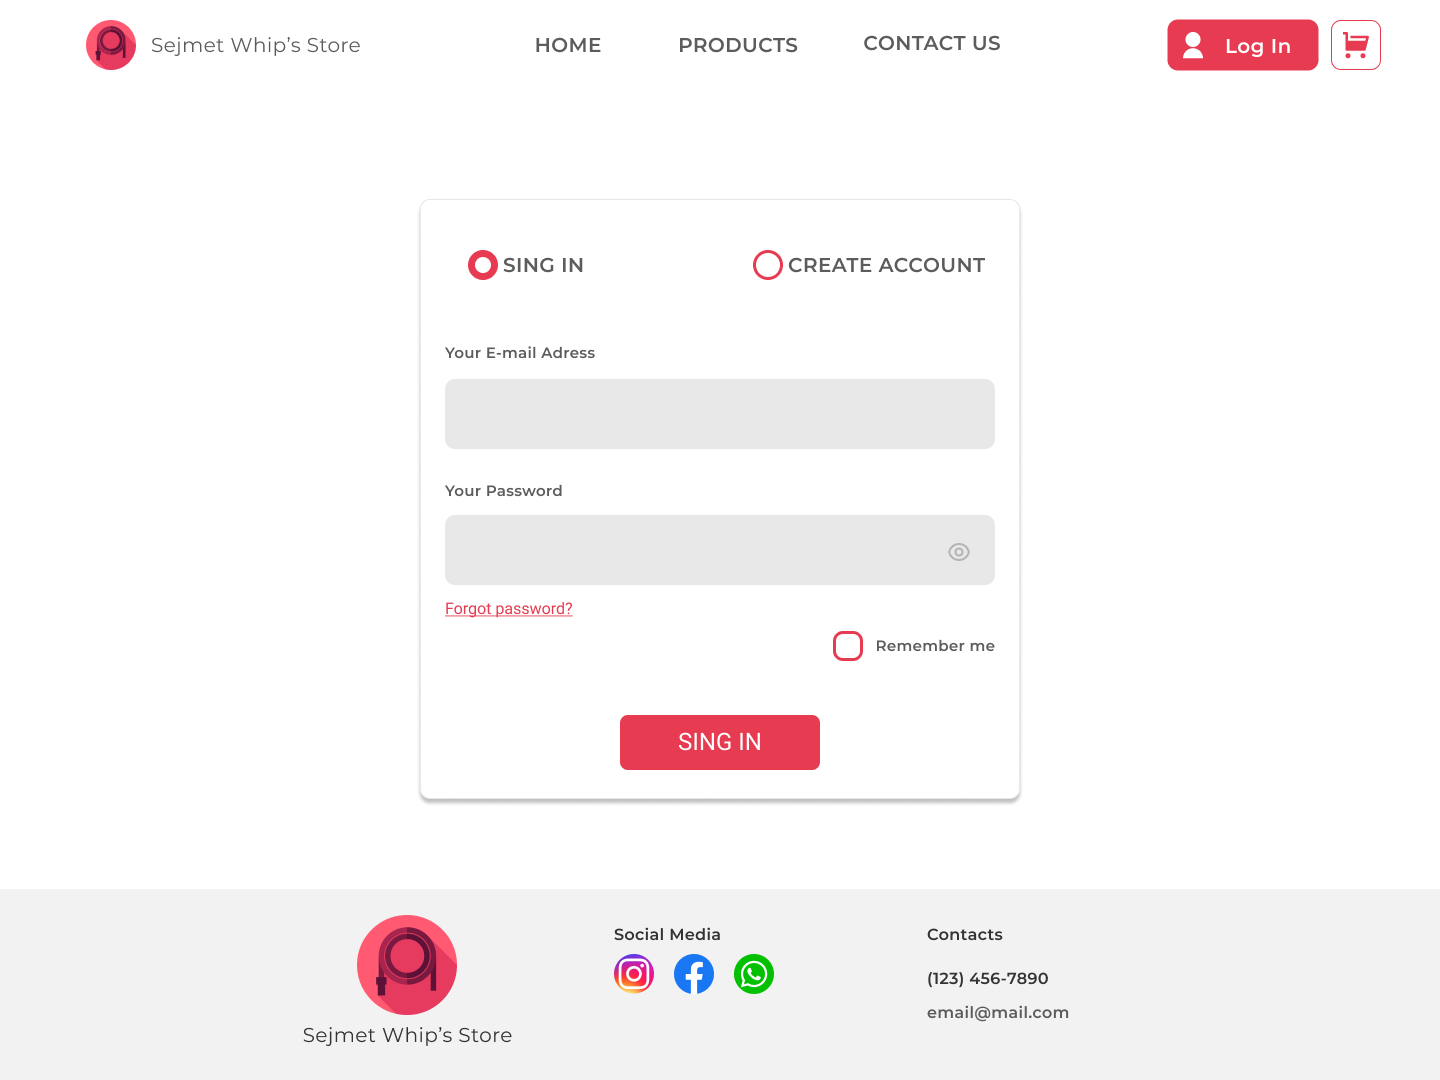 Sejmet Whip's Store
HOME
PRODUCTS
CONTACT US
Log In
SING IN
CREATE ACCOUNT
Your E-mail Adress
Your Password
Forgot password?
Remember me
SING IN
Sejmet Whip's Store
Social Media
Contacts
(123) 456-7890
email@mail.com